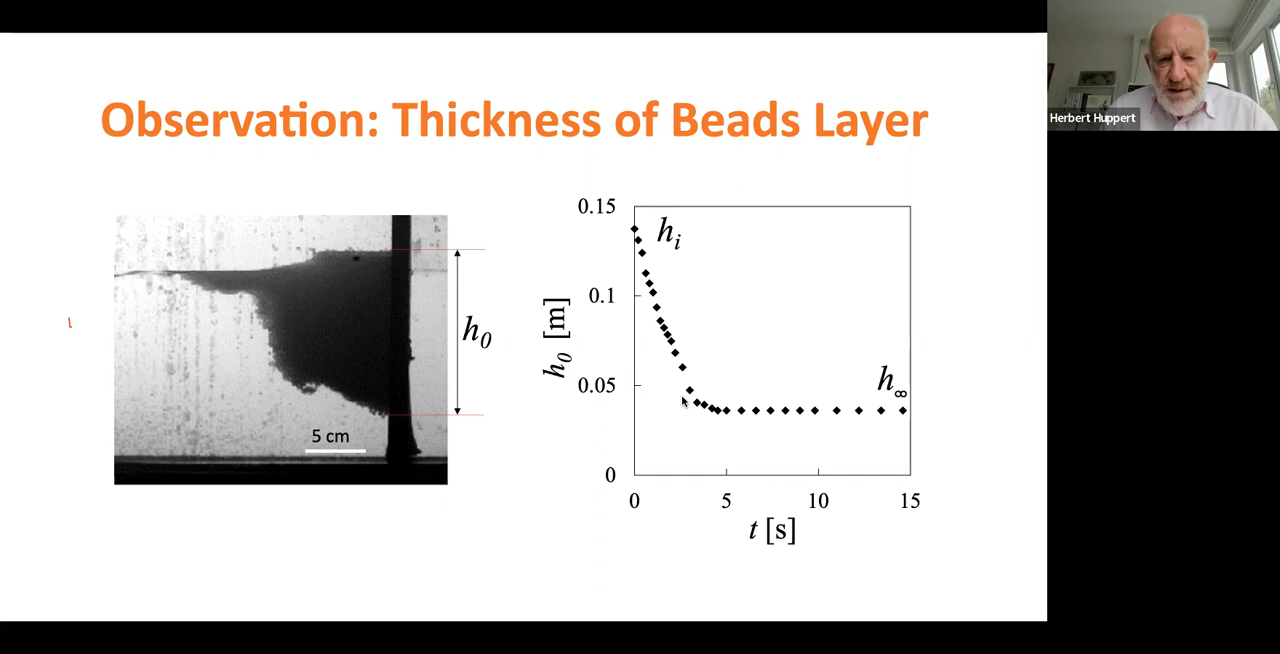 Herbert Huppert
Observation: Thickness of Beads Layer
h0
5 cm
0.15
0.1
0.05
0
h0 [m]
hi
h∞
0 5 10 15
t [s]